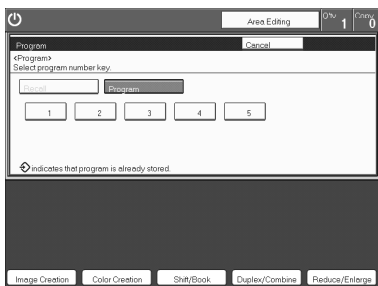 Area Editing Q'ty 1 Copy 0
Program Cancel
<Program>
Select program number key.
Recall Program
1 2 3 4 5
indicates that program is already stored.
Image Creation Color Creation Shift/Book Duplex/Combine Reduce/Enlarge